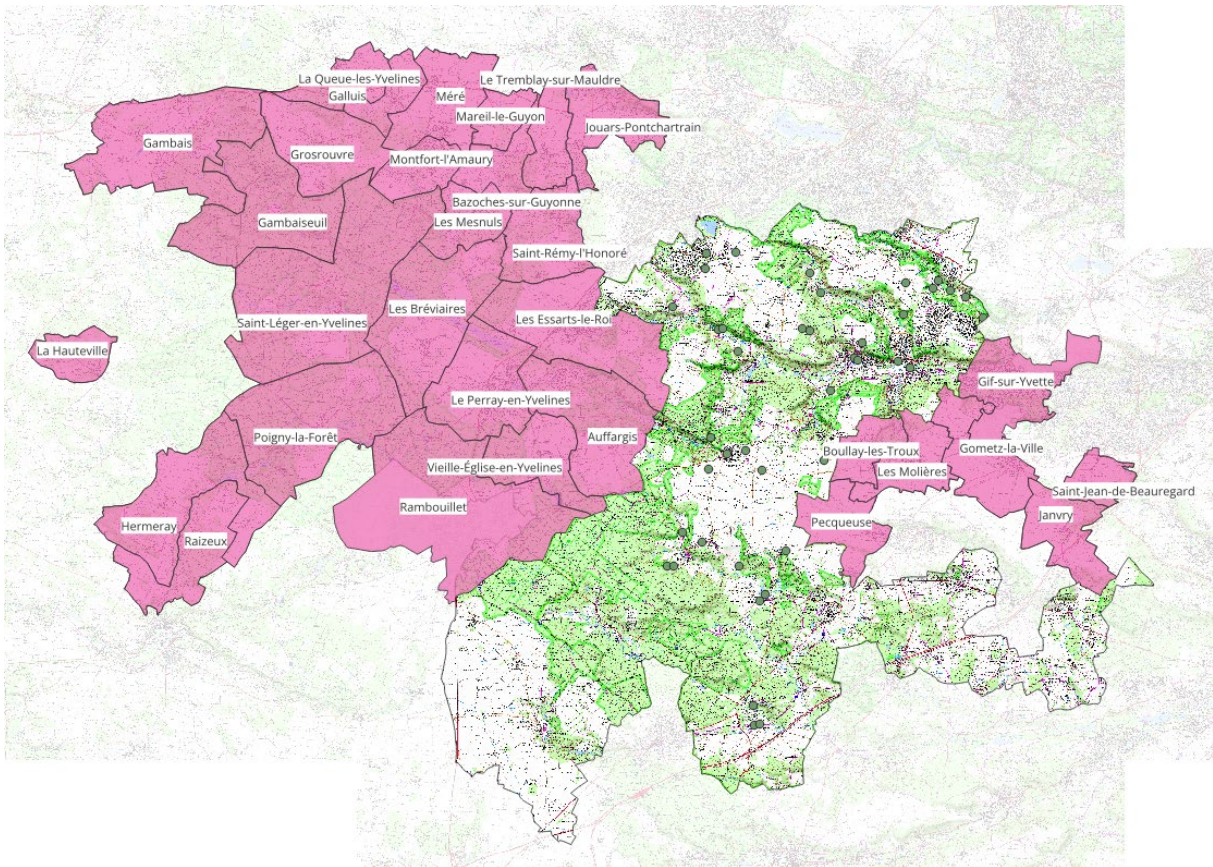 La Queue-les-Yvelines
Le Tremblay-sur-Mauldre
Galluis
Méré
Mareil-le-Guyon
Jouars-Pontchartrain
Gambais
Grosrouvre
Montfort-l'Amaury
Bazoches-sur-Guyonne
Gambaiseuil
Les Mesnuls
Saint-Rémy-l'Honoré
Les Bréviaires
Saint-Léger-en-Yvelines
Les Essarts-le-Roi
La Hauteville
Gif-sur-Yvette
Le Perray-en-Yvelines
Poigny-la-Forêt
Auffargis
Boullay-les-Troux
Gometz-la-Ville
Vieille-Église-en-Yvelines
Les Molières
Saint-Jean-de-Beauregard
Rambouillet
Janvry
Pecqueuse
Hermeray
Raizeux